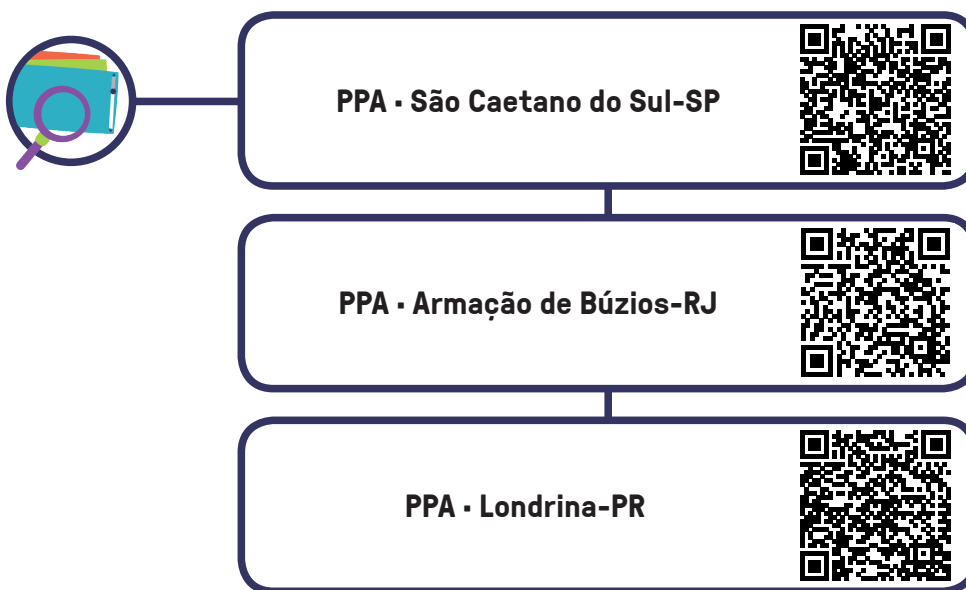 PPA · São Caetano do Sul-SP
PPA · Armação de Búzios-RJ
PPA · Londrina-PR